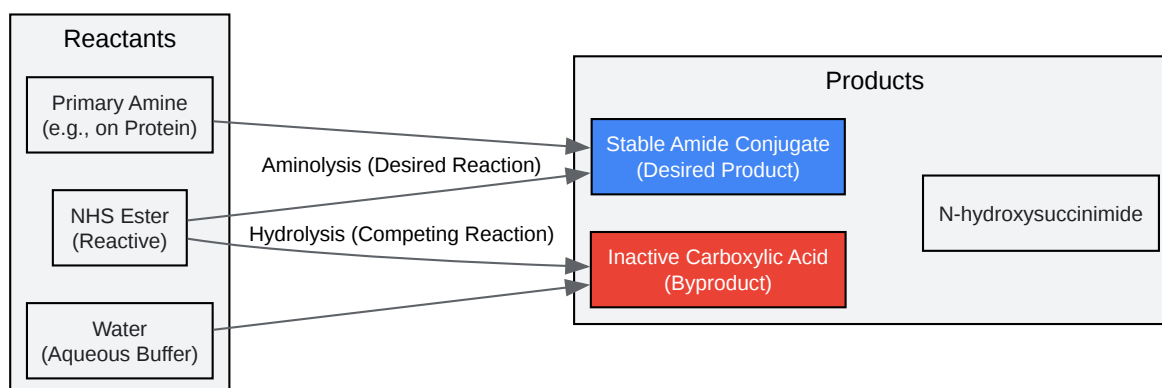 Reactants
Primary Amine
(e.g., on Protein)
NHS Ester
(Reactive)
Water
(Aqueous Buffer)
Aminolysis (Desired Reaction)
Hydrolysis (Competing Reaction)
Products
Stable Amide Conjugate
(Desired Product)
Inactive Carboxylic Acid
(Byproduct)
N-hydroxysuccinimide